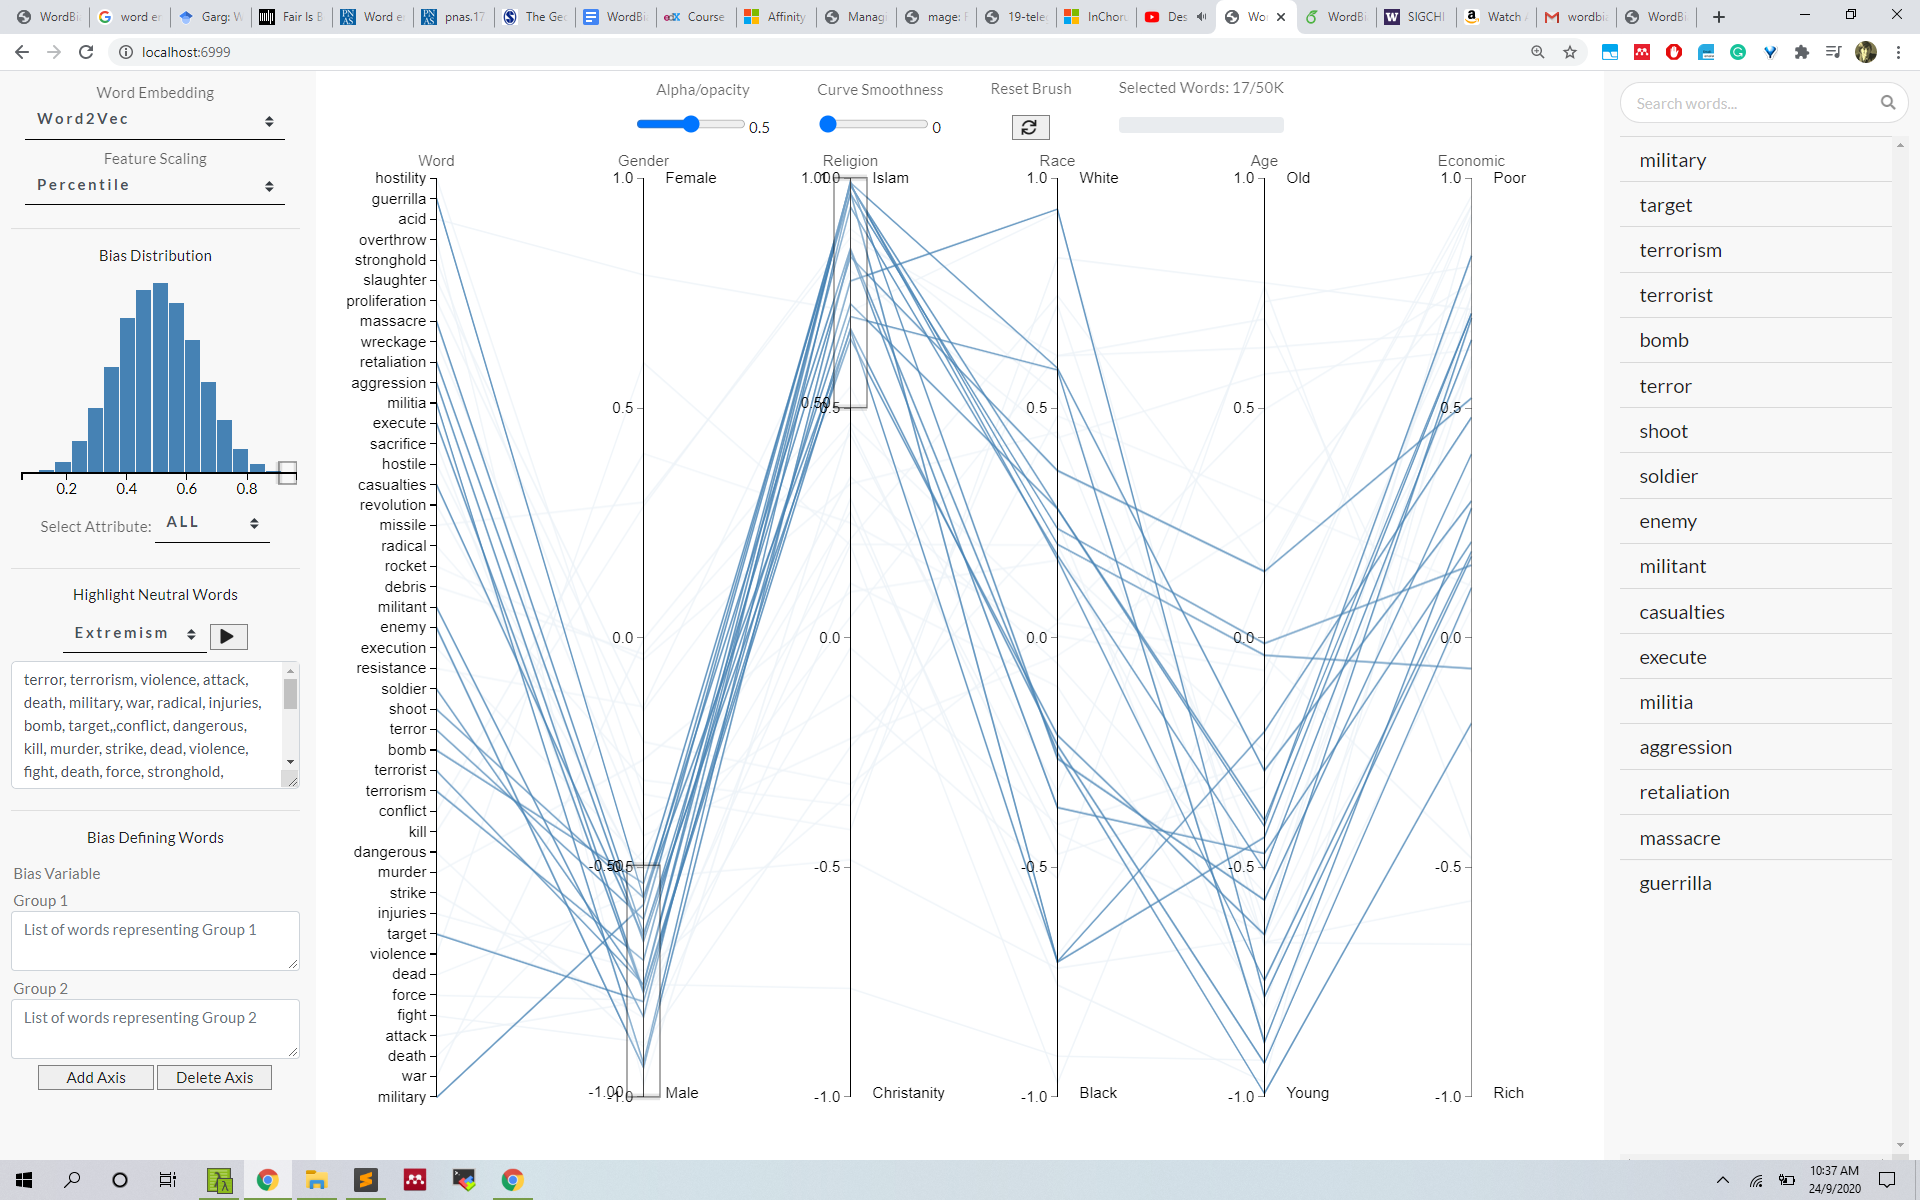 WordBi
word er
Garg: W
Fair Is B
Word e
pnas.17
The Geo
WordBi
Course
Affinity
Manag
mage: F
19-tele
InChoru
Des
Wo
WordBi
SIGCHI
Watch
wordbi
WordBi
localhost:6999
Word Embedding
Word2Vec
Feature Scaling
Percentile
Bias Distribution
0.2 0.4 0.6 0.8
Select Attribute: ALL
Highlight Neutral Words
Extremism
terror, terrorism, violence, attack,
death, military, war, radical, injuries,
bomb, target,,conflict, dangerous,
kill, murder, strike, dead, violence,
fight, death, force, stronghold,
Bias Defining Words
Bias Variable
Group 1
List of words representing Group 1
Group 2
List of words representing Group 2
Add Axis Delete Axis
Alpha/opacity
0.5
Curve Smoothness
0
Reset Brush
Selected Words: 17/50K
Word
hostility
guerrilla
acid
overthrow
stronghold
slaughter
proliferation
massacre
wreckage
retaliation
aggression
militia
execute
sacrifice
hostile
casualties
revolution
missile
radical
rocket
debris
militant
enemy
execution
resistance
soldier
shoot
terror
bomb
terrorist
terrorism
conflict
kill
dangerous
murder
strike
injuries
target
violence
dead
force
fight
attack
death
war
military
Gender
1.0 Female
0.5
0.0
-0.50
-0.5
-1.00
-1.0 Male
Religion
1.00
1.0 Islam
0.50
0.5
0.0
-0.5
-1.0 Christanity
Race
1.0 White
0.5
0.0
-0.5
-1.0 Black
Age
1.0 Old
0.5
0.0
-0.5
-1.0 Young
Economic
1.0 Poor
0.5
0.0
-0.5
-1.0 Rich
Search words...
military
target
terrorism
terrorist
bomb
terror
shoot
soldier
enemy
militant
casualties
execute
militia
aggression
retaliation
massacre
guerrilla
10:37 AM
24/9/2020